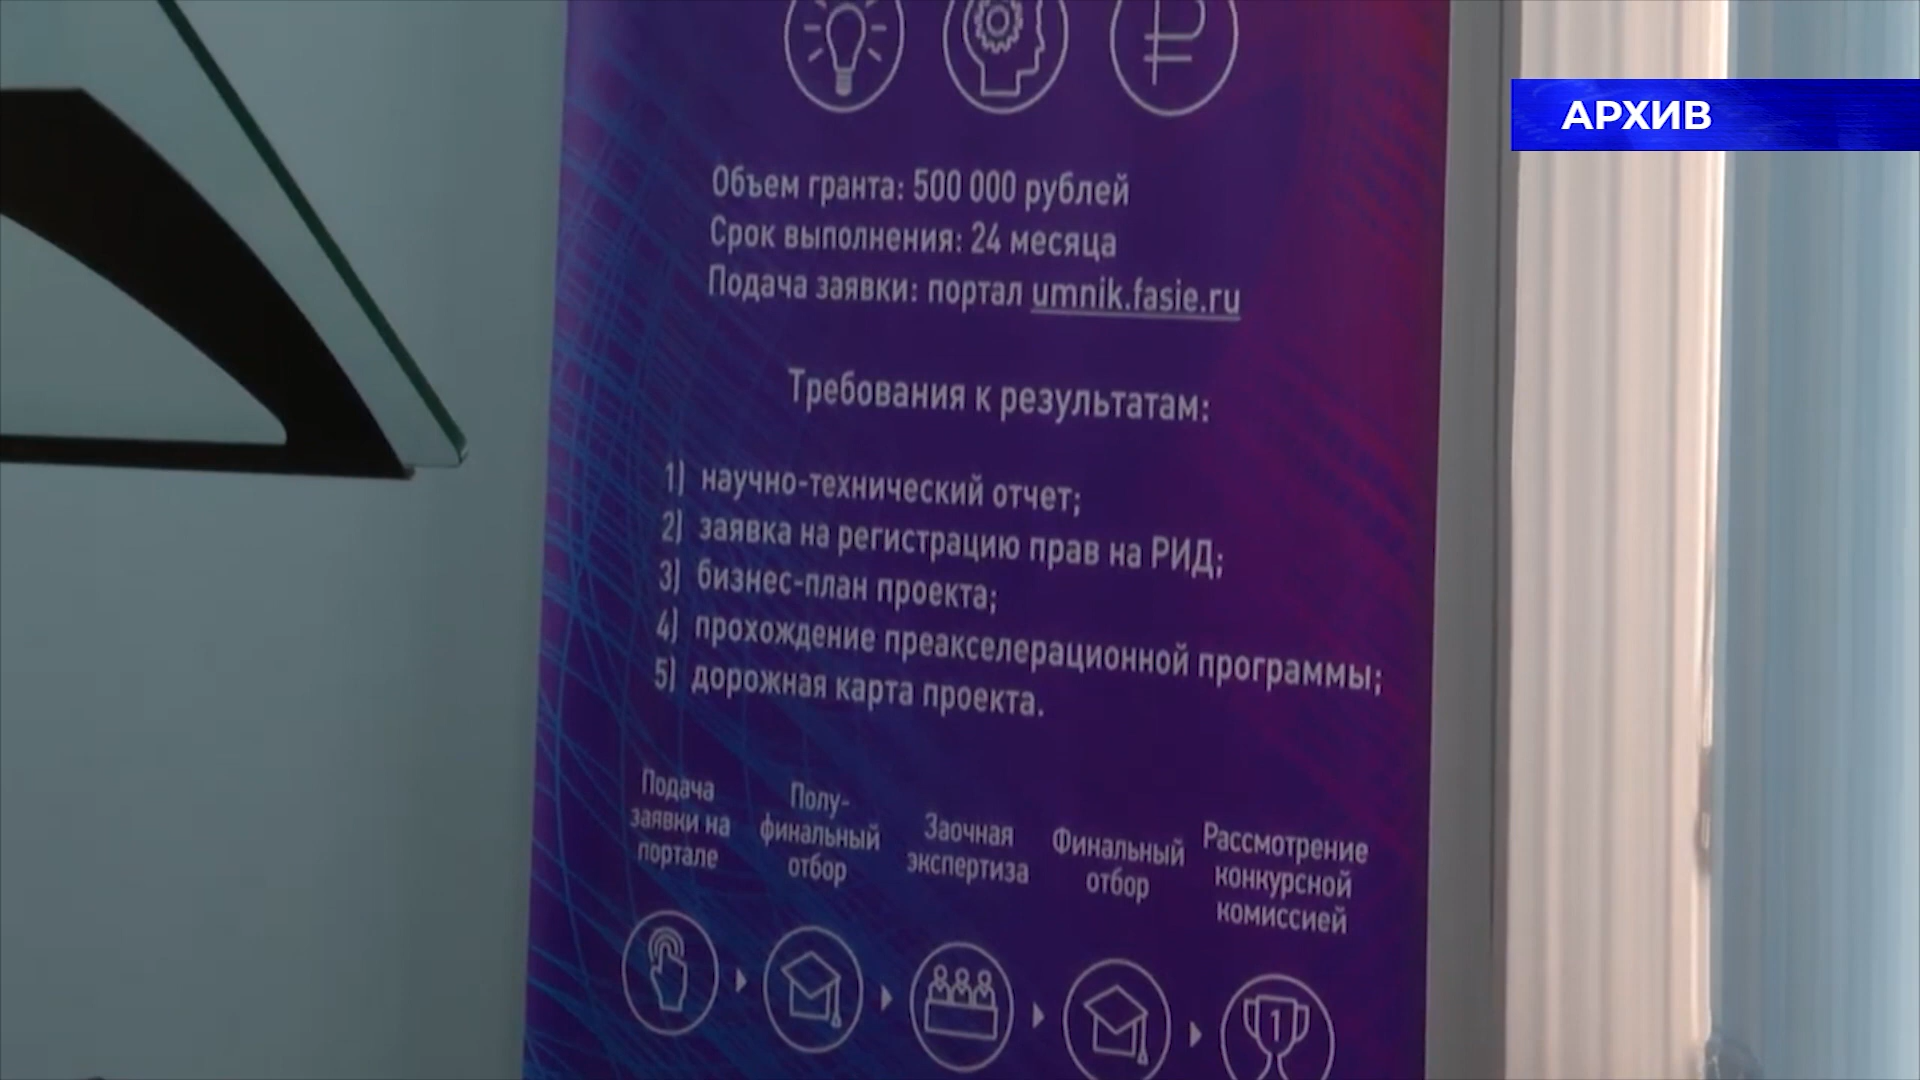 АРХИВ
Объем гранта: 500 000 рублей
Срок выполнения: 24 месяца
Подача заявки: портал umnik.fasie.ru
Требования к результатам:
1) научно-технический отчет;
2) заявка на регистрацию прав на РИД;
3) бизнес-план проекта;
4) прохождение преакселерационной программы;
5) дорожная карта проекта.
Подача
заявки на
портале
Полу-
финальный
отбор
Заочная
экспертиза
Финальный
отбор
Рассмотрение
конкурсной
комиссией
1